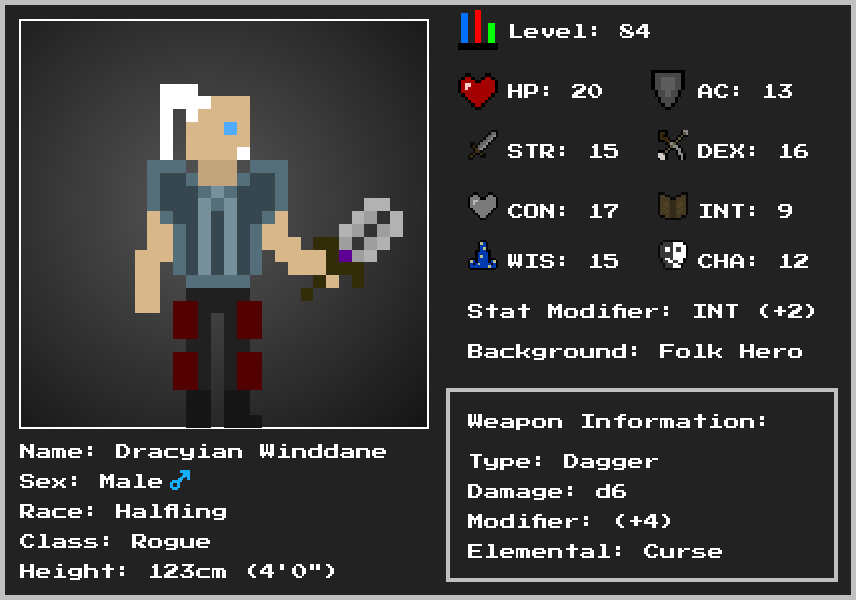 Level: 84
HP: 20 AC: 13
STR: 15 DEX: 16
CON: 17 INT: 9
WIS: 15 CHA: 12
Stat Modifier: INT (+2)
Background: Folk Hero
Weapon Information:
Type: Dagger
Damage: d6
Modifier: (+4)
Elemental: Curse
Name: Dracyian Winddane
Sex: Male ♂
Race: Halfling
Class: Rogue
Height: 123cm (4'0")